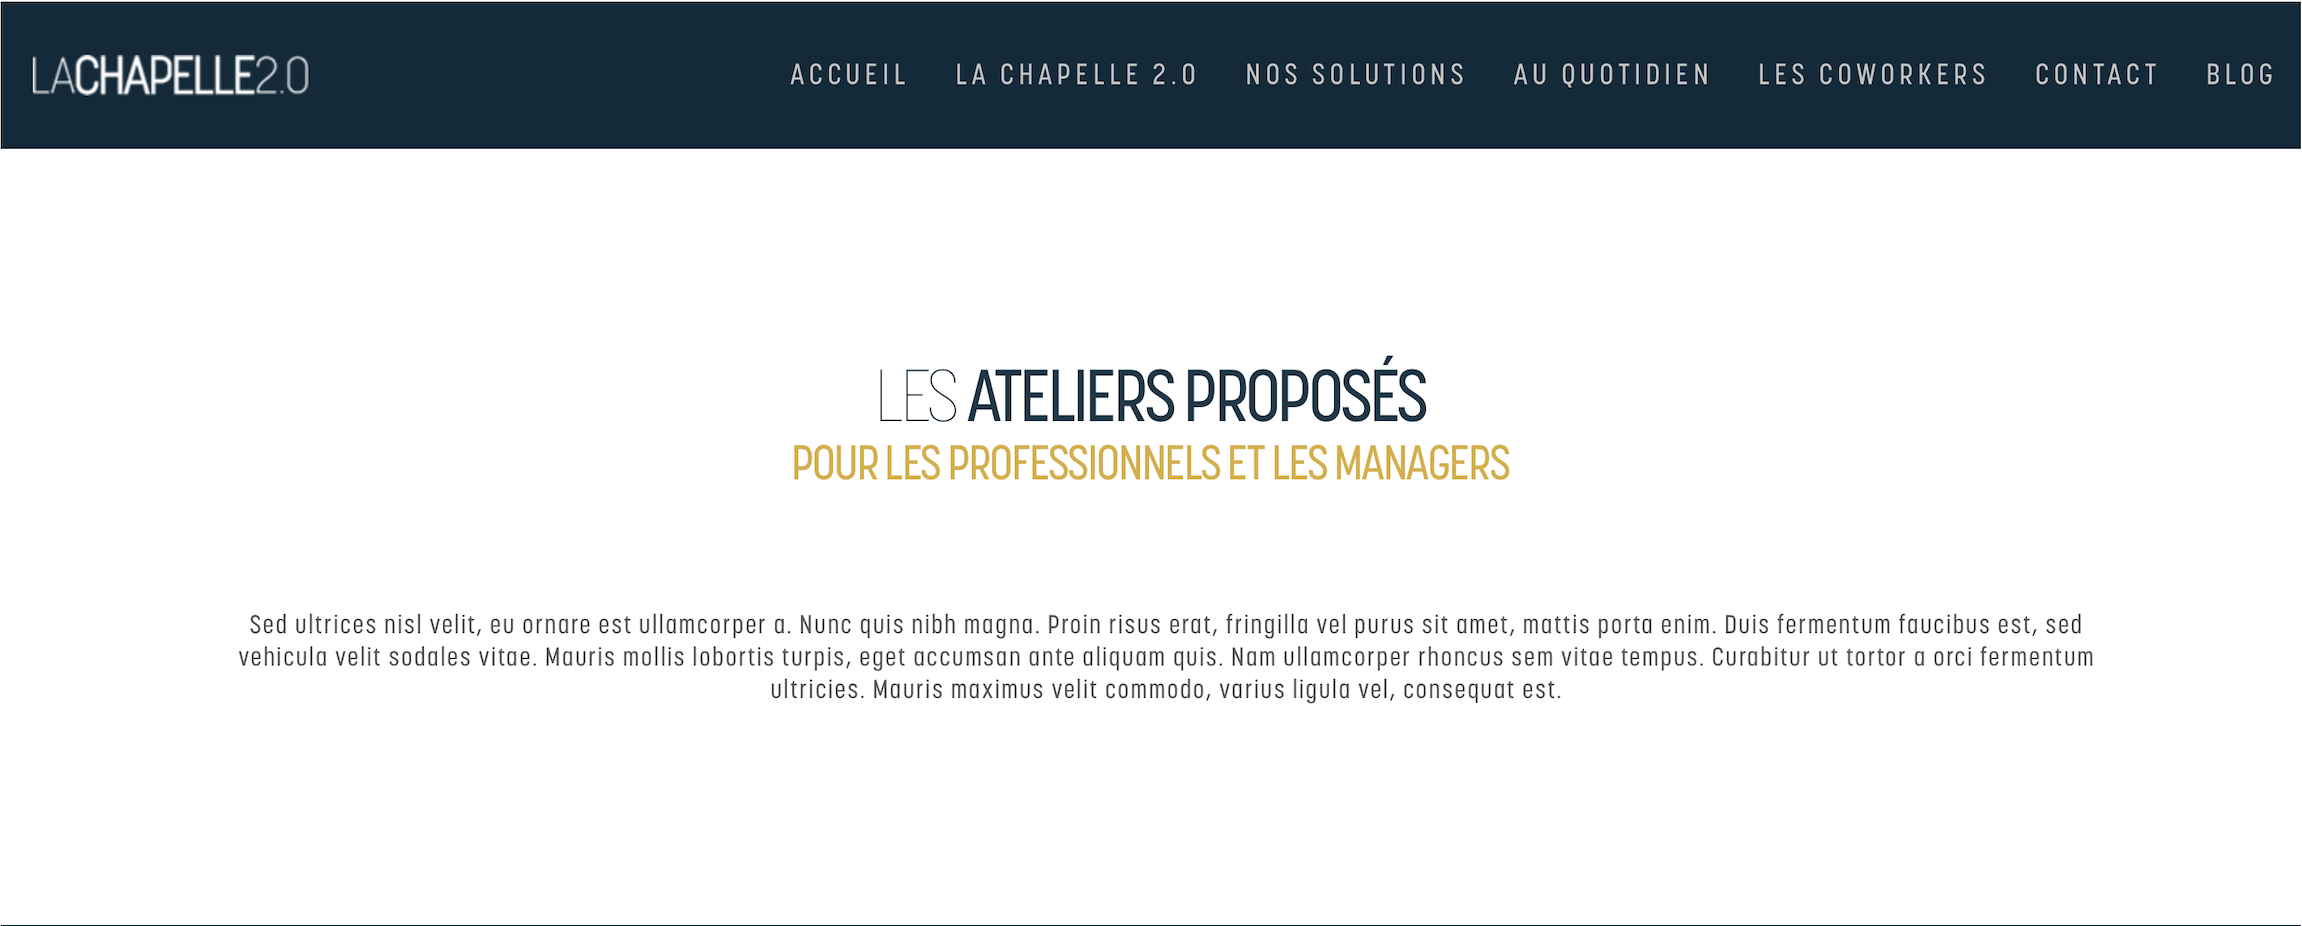 LACHAPELLE2.0
ACCUEIL LA CHAPELLE 2.0 NOS SOLUTIONS AU QUOTIDIEN LES COWORKERS CONTACT BLOG
LES ATELIERS PROPOSÉS
POUR LES PROFESSIONNELS ET LES MANAGERS
Sed ultrices nisl velit, eu ornare est ullamcorper a. Nunc quis nibh magna. Proin risus erat, fringilla vel purus sit amet, mattis porta enim. Duis fermentum faucibus est, sed
vehicula velit sodales vitae. Mauris mollis lobortis turpis, eget accumsan ante aliquam quis. Nam ullamcorper rhoncus sem vitae tempus. Curabitur ut tortor a orci fermentum
ultricies. Mauris maximus velit commodo, varius ligula vel, consequat est.